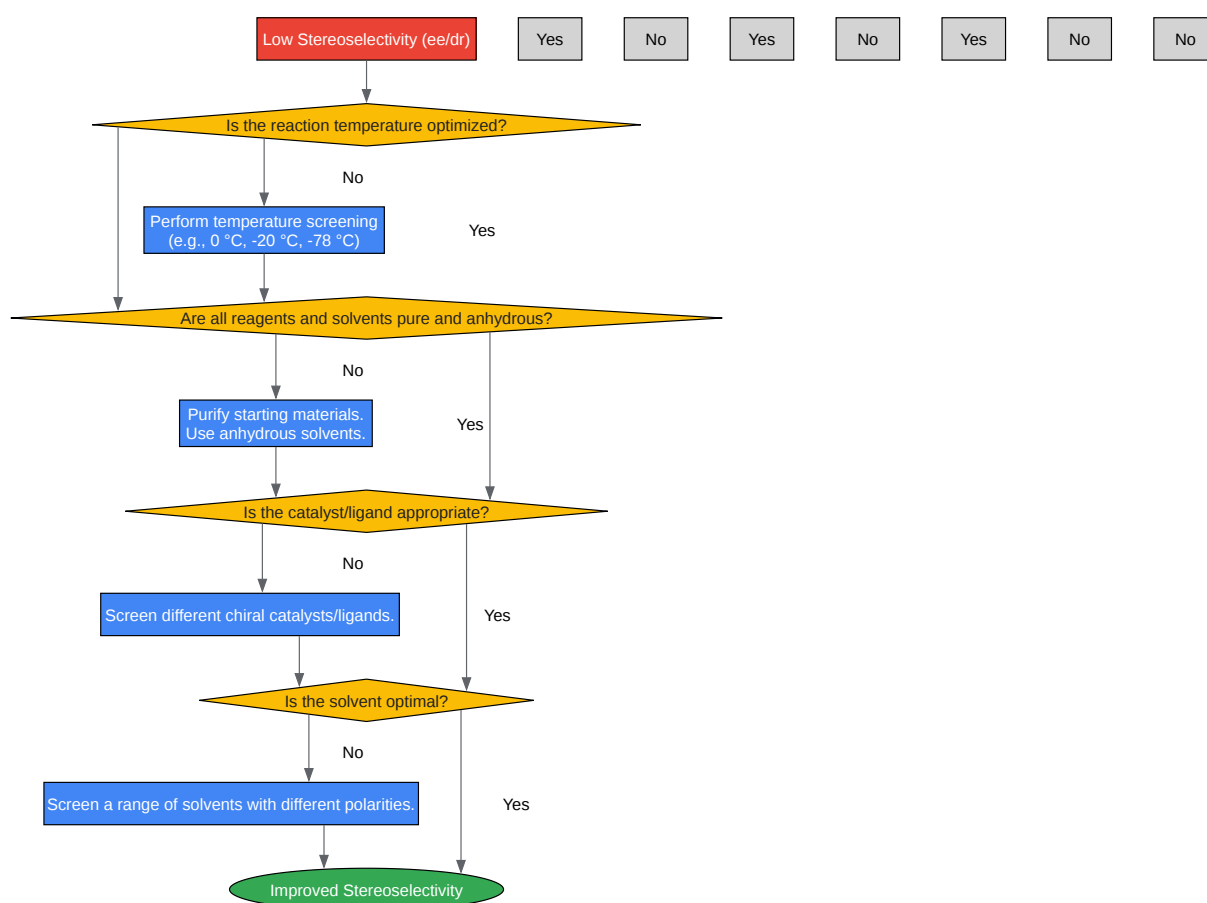 Low Stereoselectivity (ee/dr)
Yes
No
Yes
No
Yes
No
No
Is the reaction temperature optimized?
No
Perform temperature screening
(e.g., 0 °C, -20 °C, -78 °C)
Yes
Are all reagents and solvents pure and anhydrous?
No
Purify starting materials.
Use anhydrous solvents.
Yes
Is the catalyst/ligand appropriate?
No
Screen different chiral catalysts/ligands.
Yes
Is the solvent optimal?
No
Screen a range of solvents with different polarities.
Yes
Improved Stereoselectivity